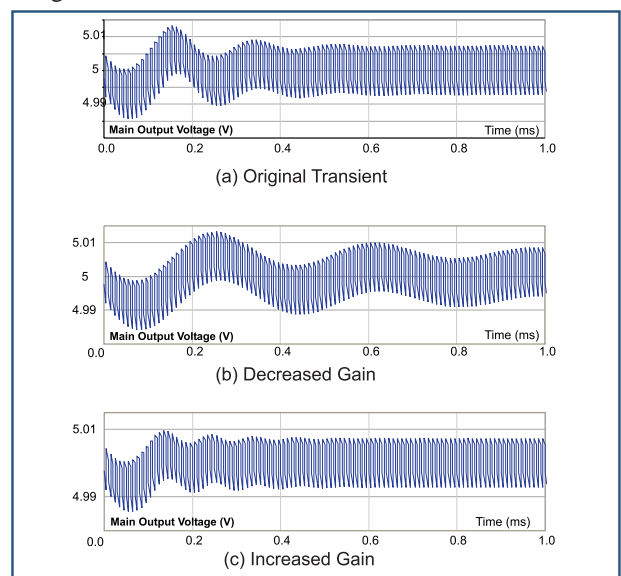 5.01
5
4.99
Main Output Voltage (V) Time (ms)
0.0 0.2 0.4 0.6 0.8 1.0
(a) Original Transient
5.01
5
4.99
Main Output Voltage (V) Time (ms)
0.0 0.2 0.4 0.6 0.8 1.0
(b) Decreased Gain
5.01
4.99
Main Output Voltage (V) Time (ms)
0.0 0.2 0.4 0.6 0.8 1.0
(c) Increased Gain